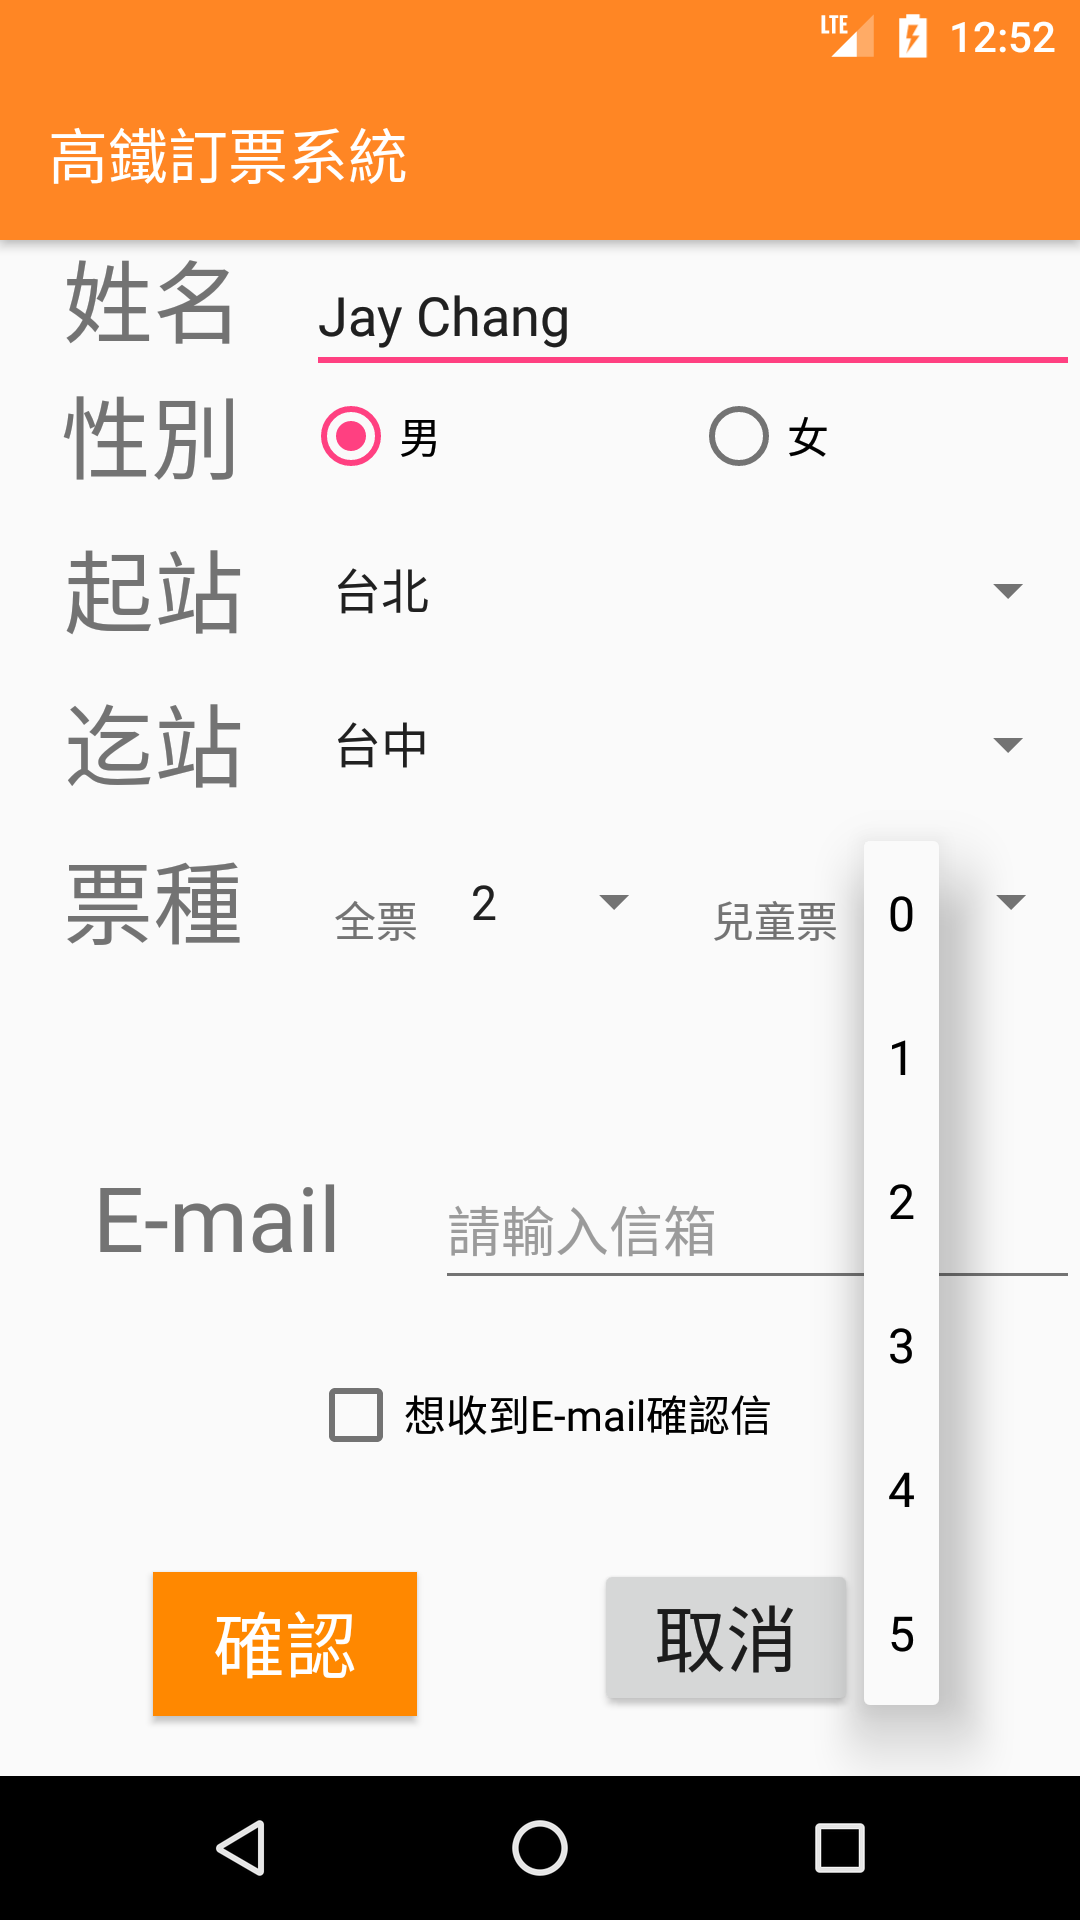 LTE 12:52
高鐵訂票系統
姓名 Jay Chang
性別 男 女
起站 台北
迄站 台中
票種 全票 2 兒童票 0
1
2
E-mail 請輸入信箱
3
想收到E-mail確認信
4
確認 取消 5